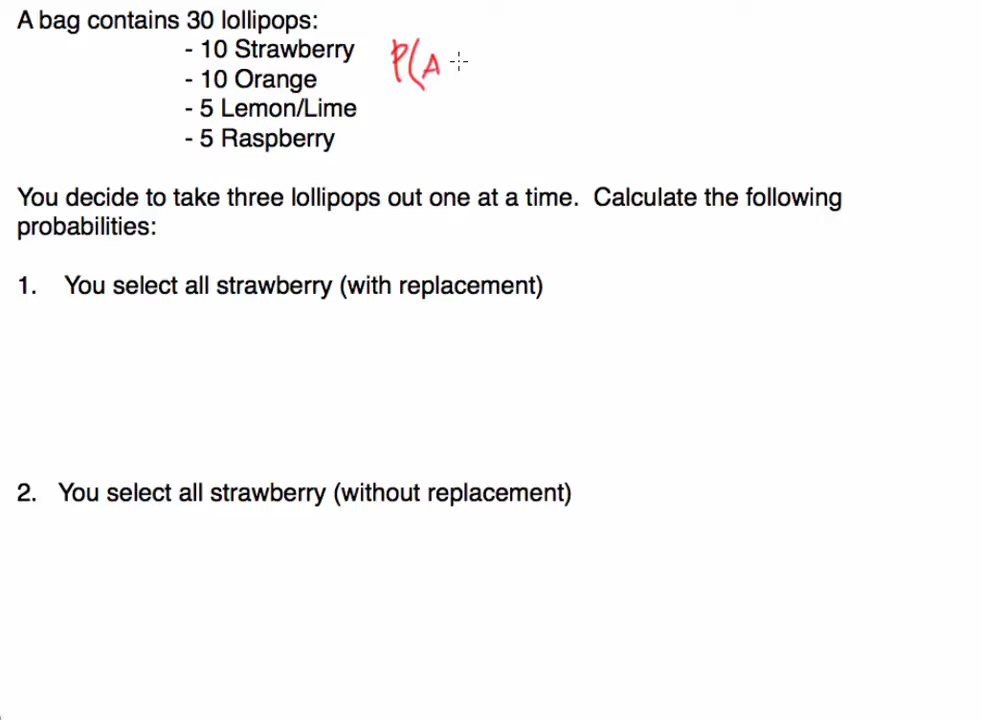 A bag contains 30 lollipops:
- 10 Strawberry P(A
- 10 Orange
- 5 Lemon/Lime
- 5 Raspberry
You decide to take three lollipops out one at a time. Calculate the following
probabilities:
1. You select all strawberry (with replacement)
2. You select all strawberry (without replacement)